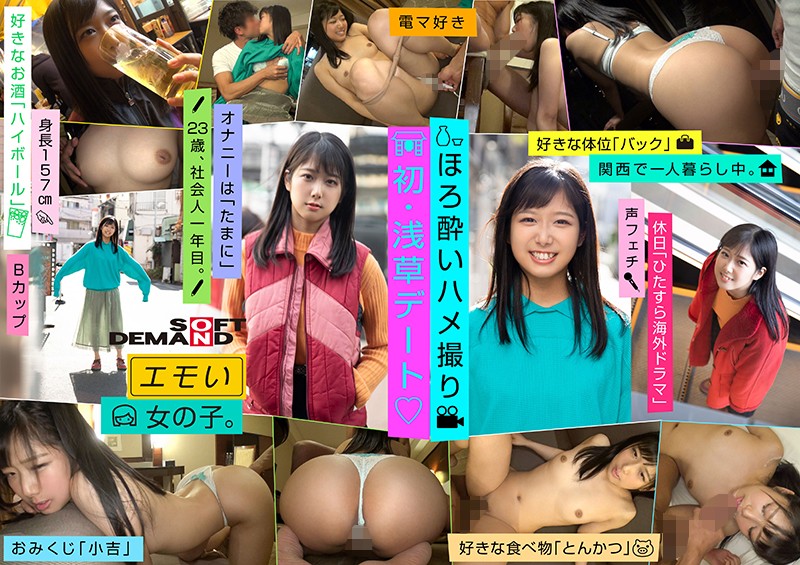 好きなお酒「ハイボール」
身長157㎝
Bカップ
オナニーは「たまに」
23歳、社会人一年目。
電マ好き
ほろ酔いハメ撮り
初・浅草デート♡
好きな体位「バック」
関西で一人暮らし中。
声フェチ
休日「ひたすら海外ドラマ」
SOFT
DEMAND
エモい
女の子。
おみくじ「小吉」
好きな食べ物「とんかつ」